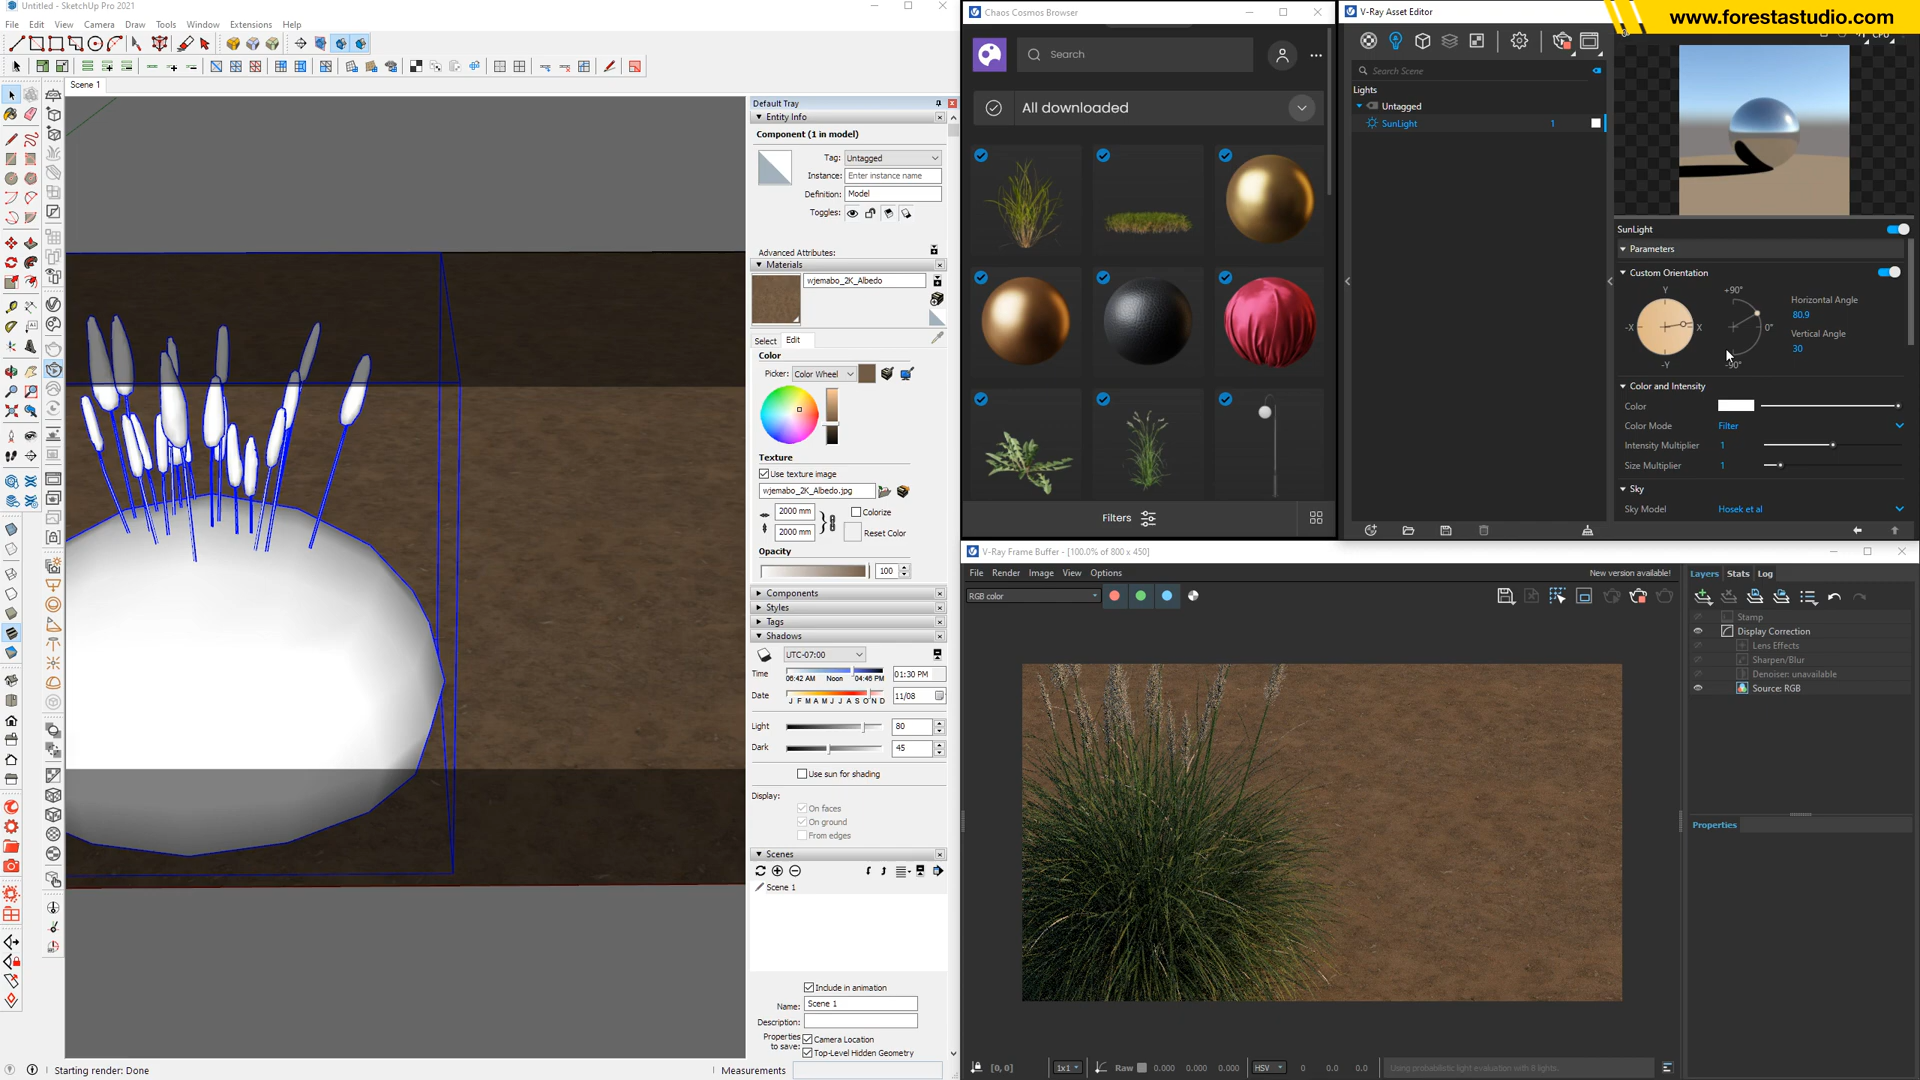 Untitled - SketchUp Pro 2021
File Edit View Camera Draw Tools Window Extensions Help
Scene 1
Default Tray
Entity Info
Component (1 in model)
Tag: Untagged
Instance: Enter instance name
Definition: Model
Toggles:
Advanced Attributes:
Materials
wjemabo_2K_Albedo
Select Edit
Color
Picker: Color Wheel
Texture
Use texture image
wjemabo_2K_Albedo.jpg
2000 mm
Colorize
2000 mm
Reset Color
Opacity
100
Components
Styles
Tags
Shadows
UTC-07:00
Time 06:42 AM Noon 04:46 PM 01:30 PM
Date J F M A M J J A S O N D 11/08
Light 80
Dark 45
Use sun for shading
Display:
On faces
On ground
From edges
Scenes
Scene 1
Include in animation
Name: Scene 1
Description:
Properties to save:
Camera Location
Top-Level Hidden Geometry
Starting render: Done
Measurements
Chaos Cosmos Browser
Search
All downloaded
Filters
V-Ray Asset Editor
www.forestastudio.com
CPU
Search Scene
Lights
Untagged
SunLight 1
SunLight
Parameters
Custom Orientation
Y
-X X
-Y
+90°
0°
-90°
Horizontal Angle
80.9
Vertical Angle
30
Color and Intensity
Color
Color Mode Filter
Intensity Multiplier 1
Size Multiplier 1
Sky
Sky Model Hosek et al
V-Ray Frame Buffer - [100.0% of 800 x 450]
File Render Image View Options
New version available!
RGB color
Layers Stats Log
Stamp
Display Correction
Lens Effects
Sharpen/Blur
Denoiser: unavailable
Source: RGB
Properties
[0, 0]
1x1
Raw 0.000 0.000 0.000
HSV 0 0.0 0.0
Using probabilistic light evaluation with 8 lights.